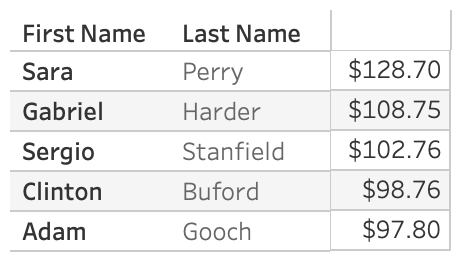 First Name Last Name
Sara Perry $128.70
Gabriel Harder $108.75
Sergio Stanfield $102.76
Clinton Buford $98.76
Adam Gooch $97.80